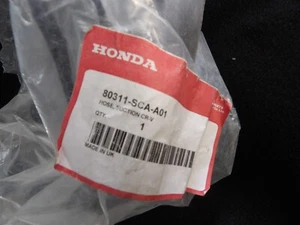 HONDA
80311-SCA-A01
HOSE, SUCTION CR-V
QTY.
1
MADE IN UK